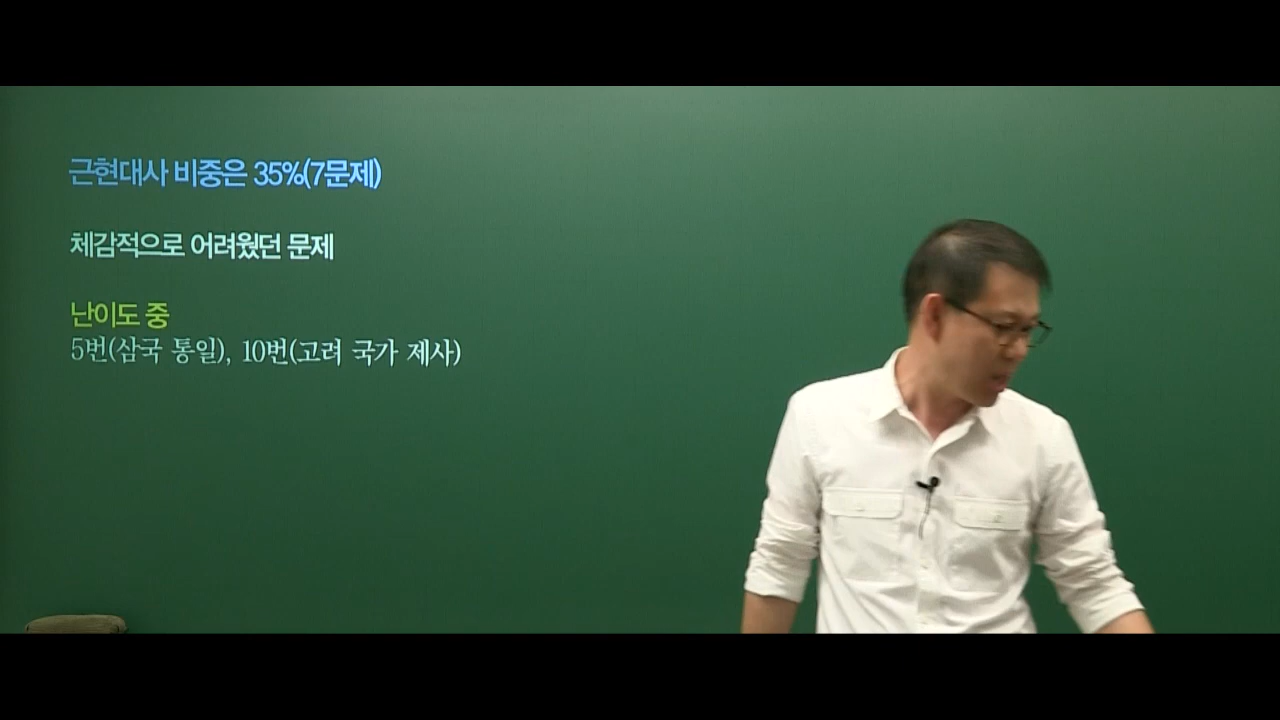 근현대사 비중은 35%(7문제)
체감적으로 어려웠던 문제
난이도 중
5번(삼국 통일), 10번(고려 국가 제사)